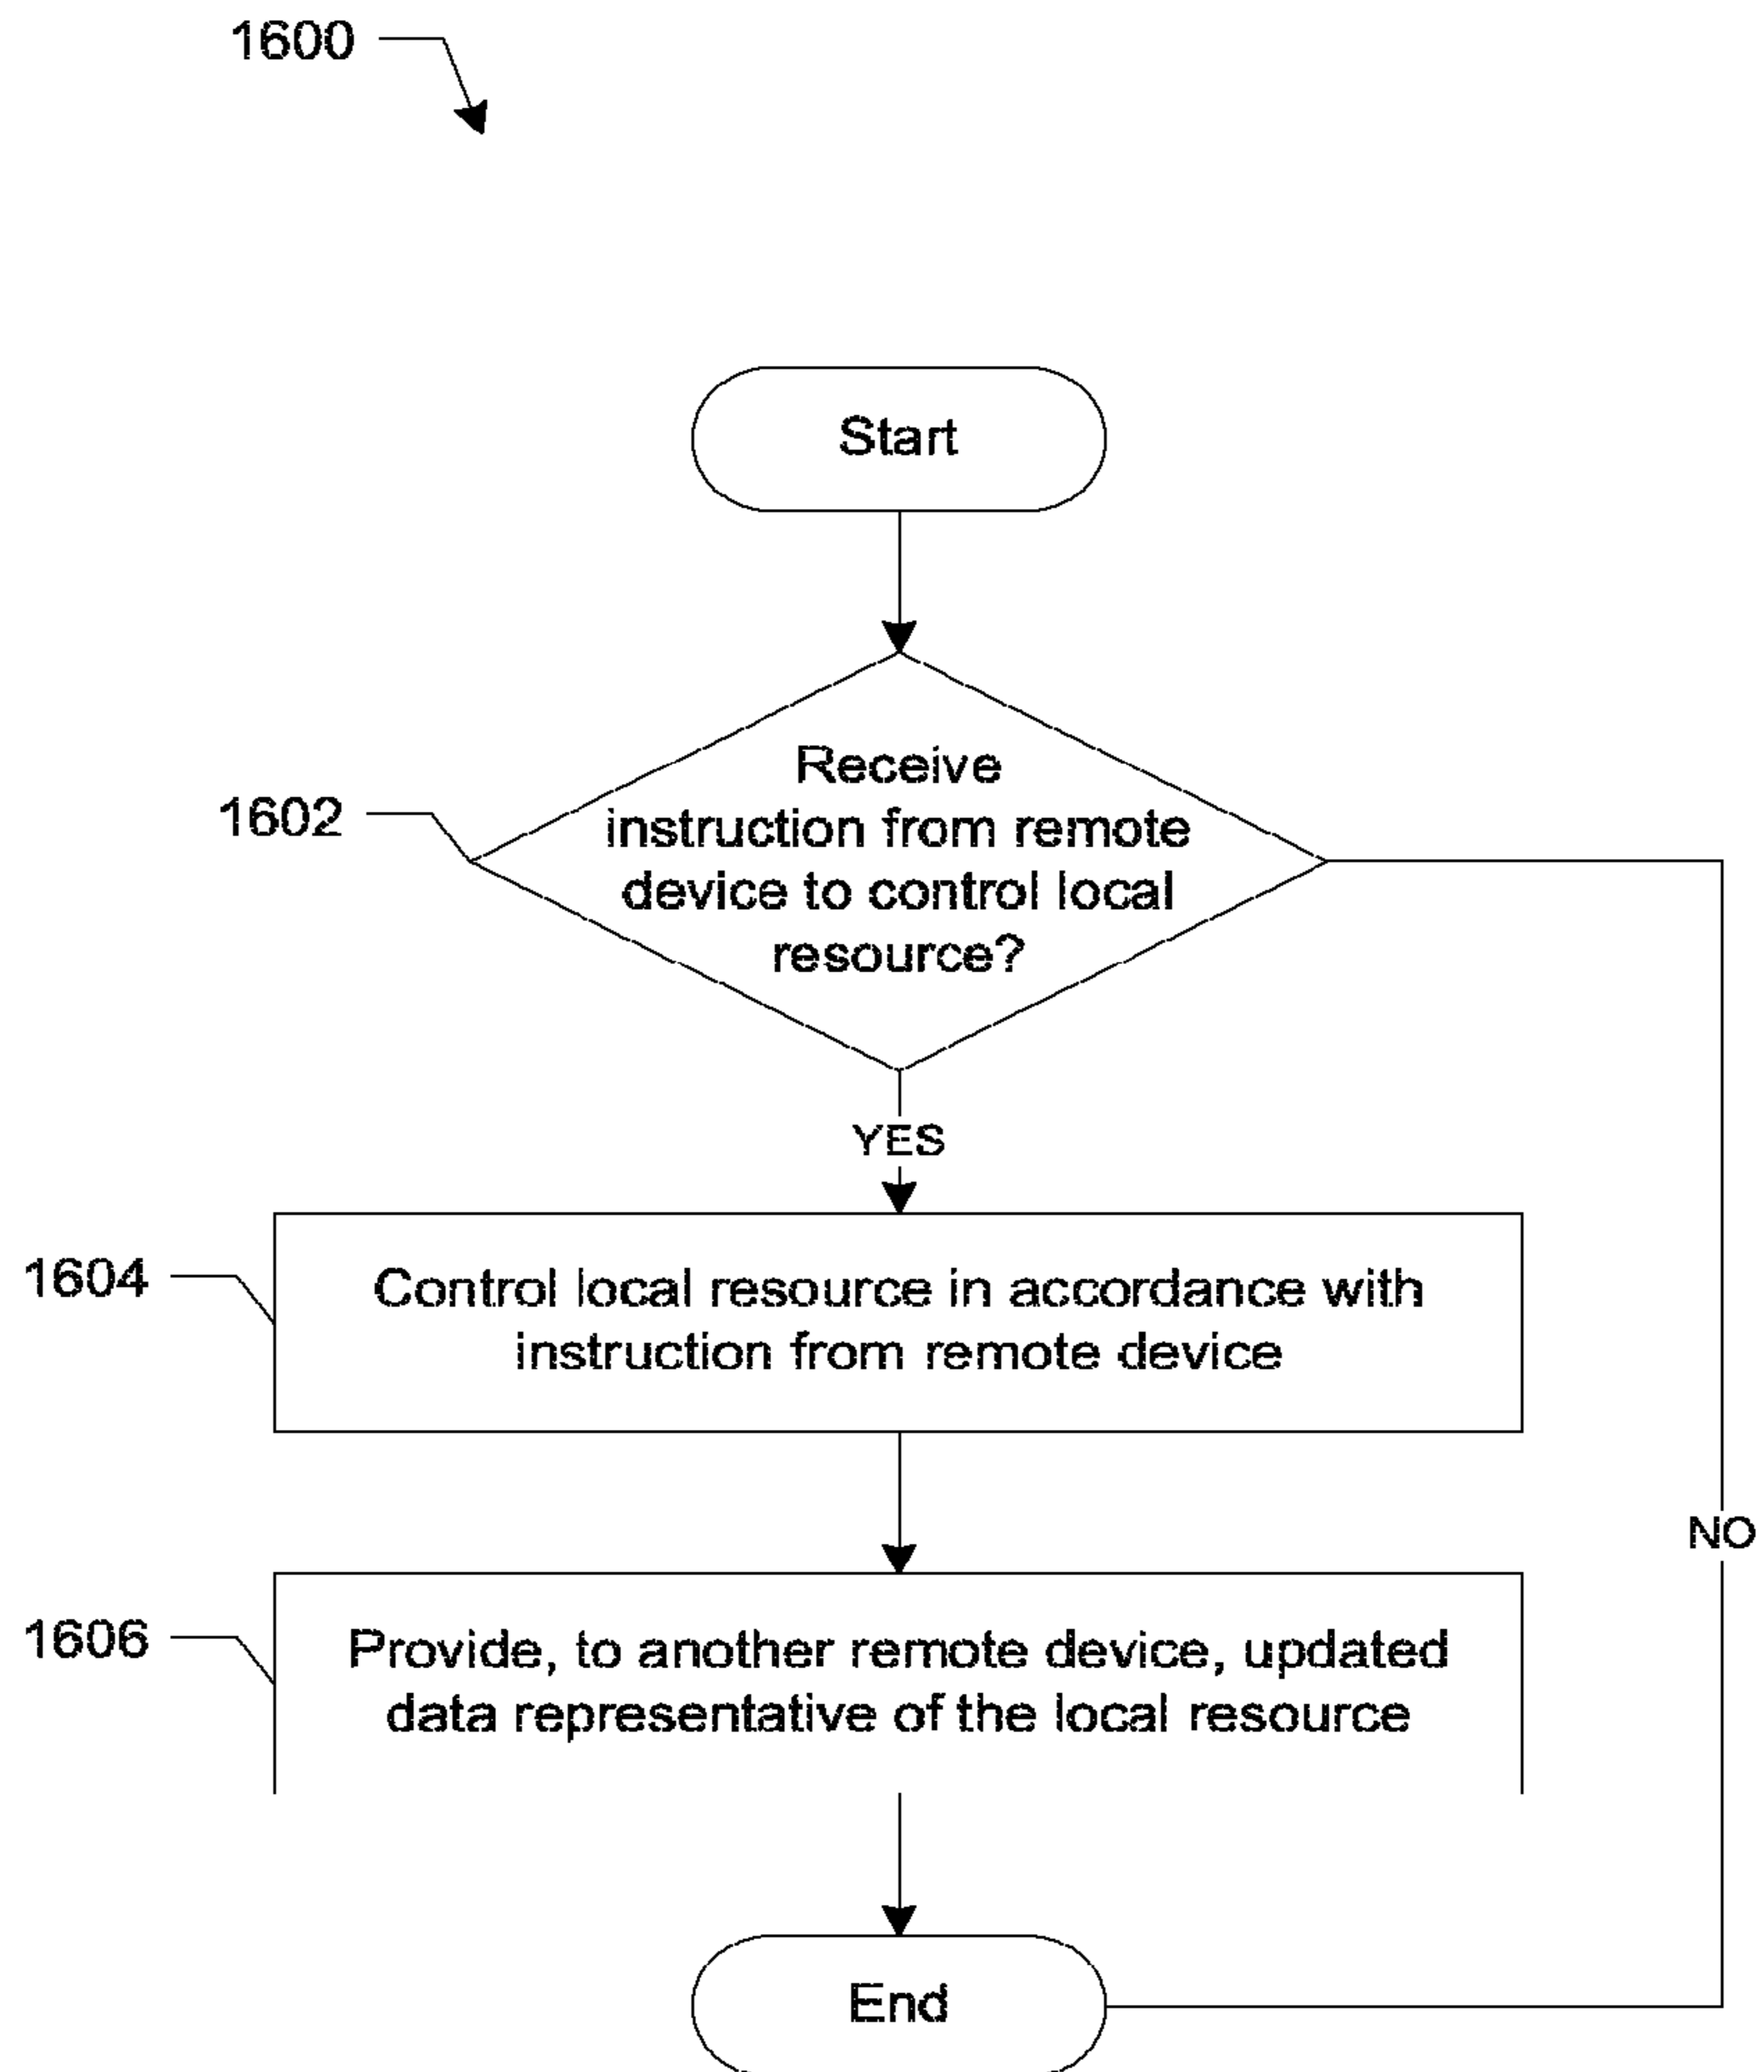 1600
Start
1602
Receive
instruction from remote
device to control local
resource?
YES
1604
Control local resource in accordance with
instruction from remote device
NO
1606
Provide, to another remote device, updated
data representative of the local resource
End